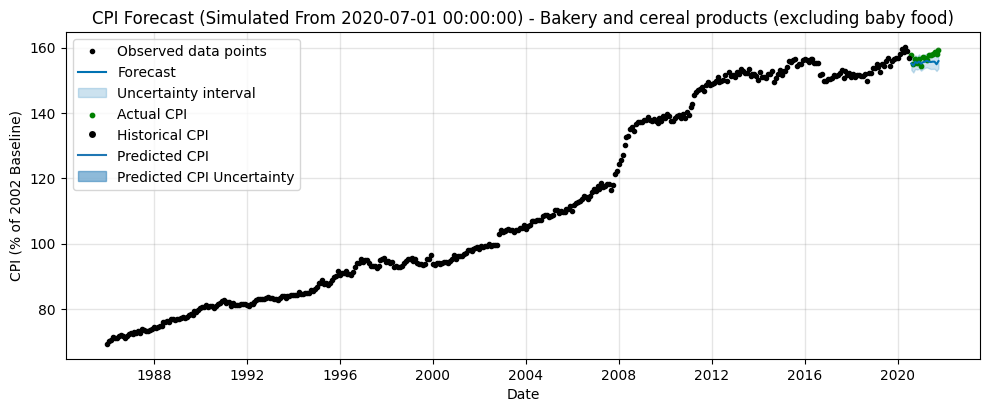 CPI Forecast (Simulated From 2020-07-01 00:00:00) - Bakery and cereal products (excluding baby food)
Observed data points
Forecast
Uncertainty interval
Actual CPI
Historical CPI
Predicted CPI
Predicted CPI Uncertainty
CPI (% of 2002 Baseline)
160
140
120
100
80
1988 1992 1996 2000 2004 2008 2012 2016 2020
Date